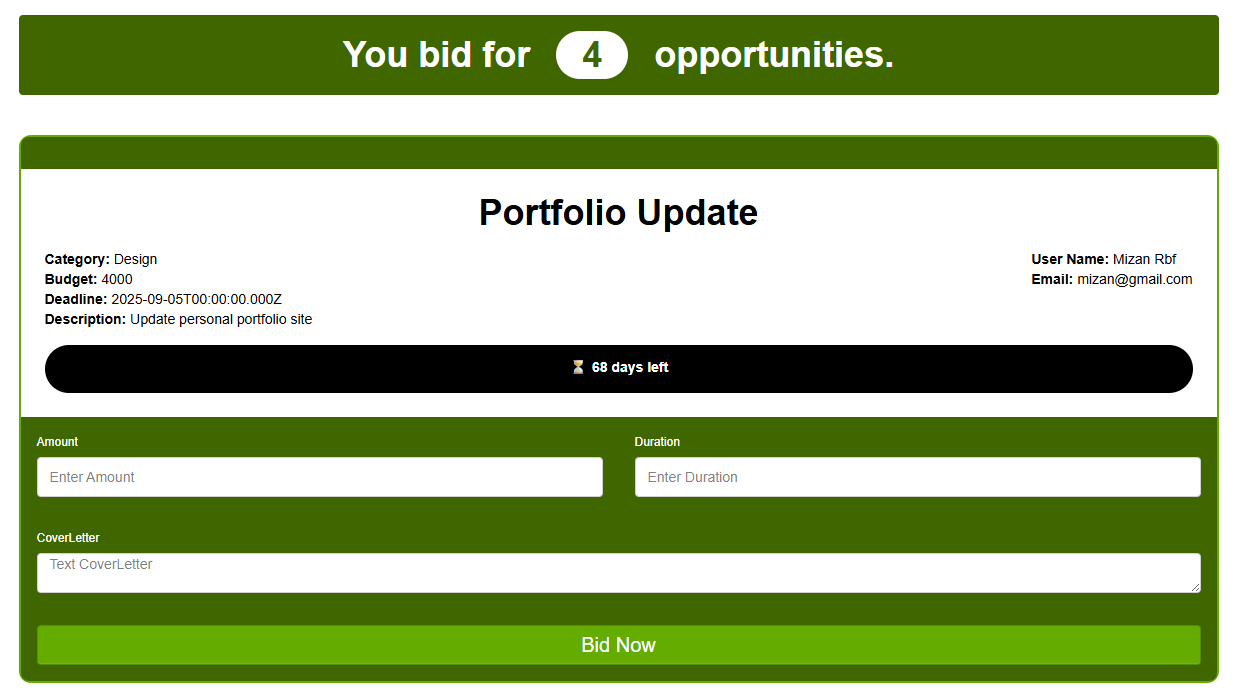 You bid for 4 opportunities.
Portfolio Update
Category: Design
Budget: 4000
Deadline: 2025-09-05T00:00:00.000Z
Description: Update personal portfolio site
User Name: Mizan Rbf
Email: mizan@gmail.com
⏳ 68 days left
Amount
Enter Amount
Duration
Enter Duration
CoverLetter
Text CoverLetter
Bid Now